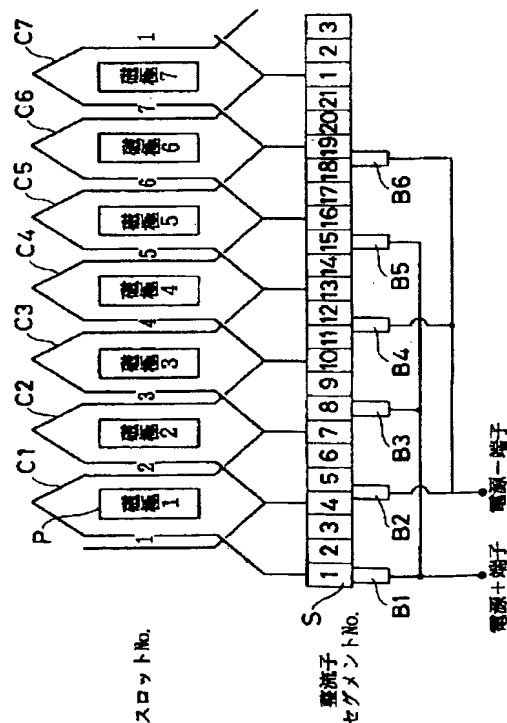 C1 C2 C3 C4 C5 C6 C7
P
スロットNo.
1 2 3 4 5 6 7 1
磁極1 磁極2 磁極3 磁極4 磁極5 磁極6 磁極7
S
整流子
セグメントNo.
1 2 3 4 5 6 7 8 9 10 11 12 13 14 15 16 17 18 19 20 21 1 2 3
B1 B2 B3 B4 B5 B6
電源+端子
電源-端子